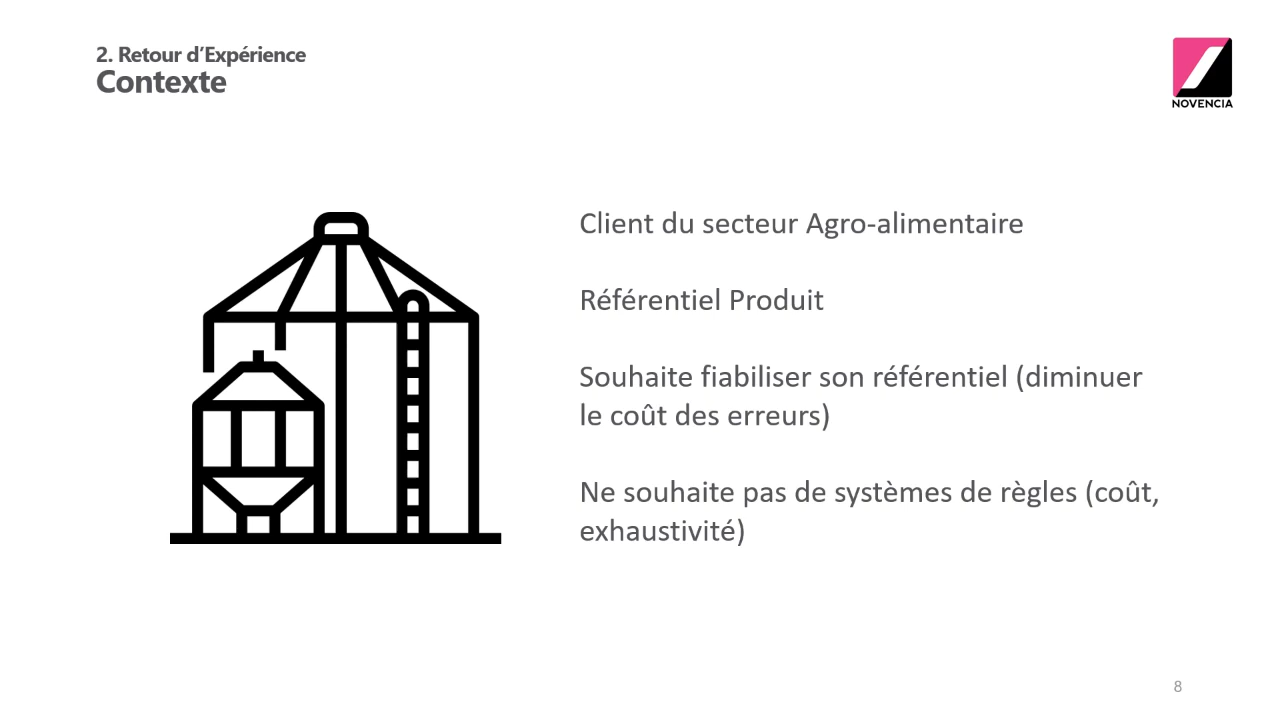 2. Retour d’Expérience
Contexte
NOVENCIA
Client du secteur Agro-alimentaire
Référentiel Produit
Souhaite fiabiliser son référentiel (diminuer
le coût des erreurs)
Ne souhaite pas de systèmes de règles (coût,
exhaustivité)
8